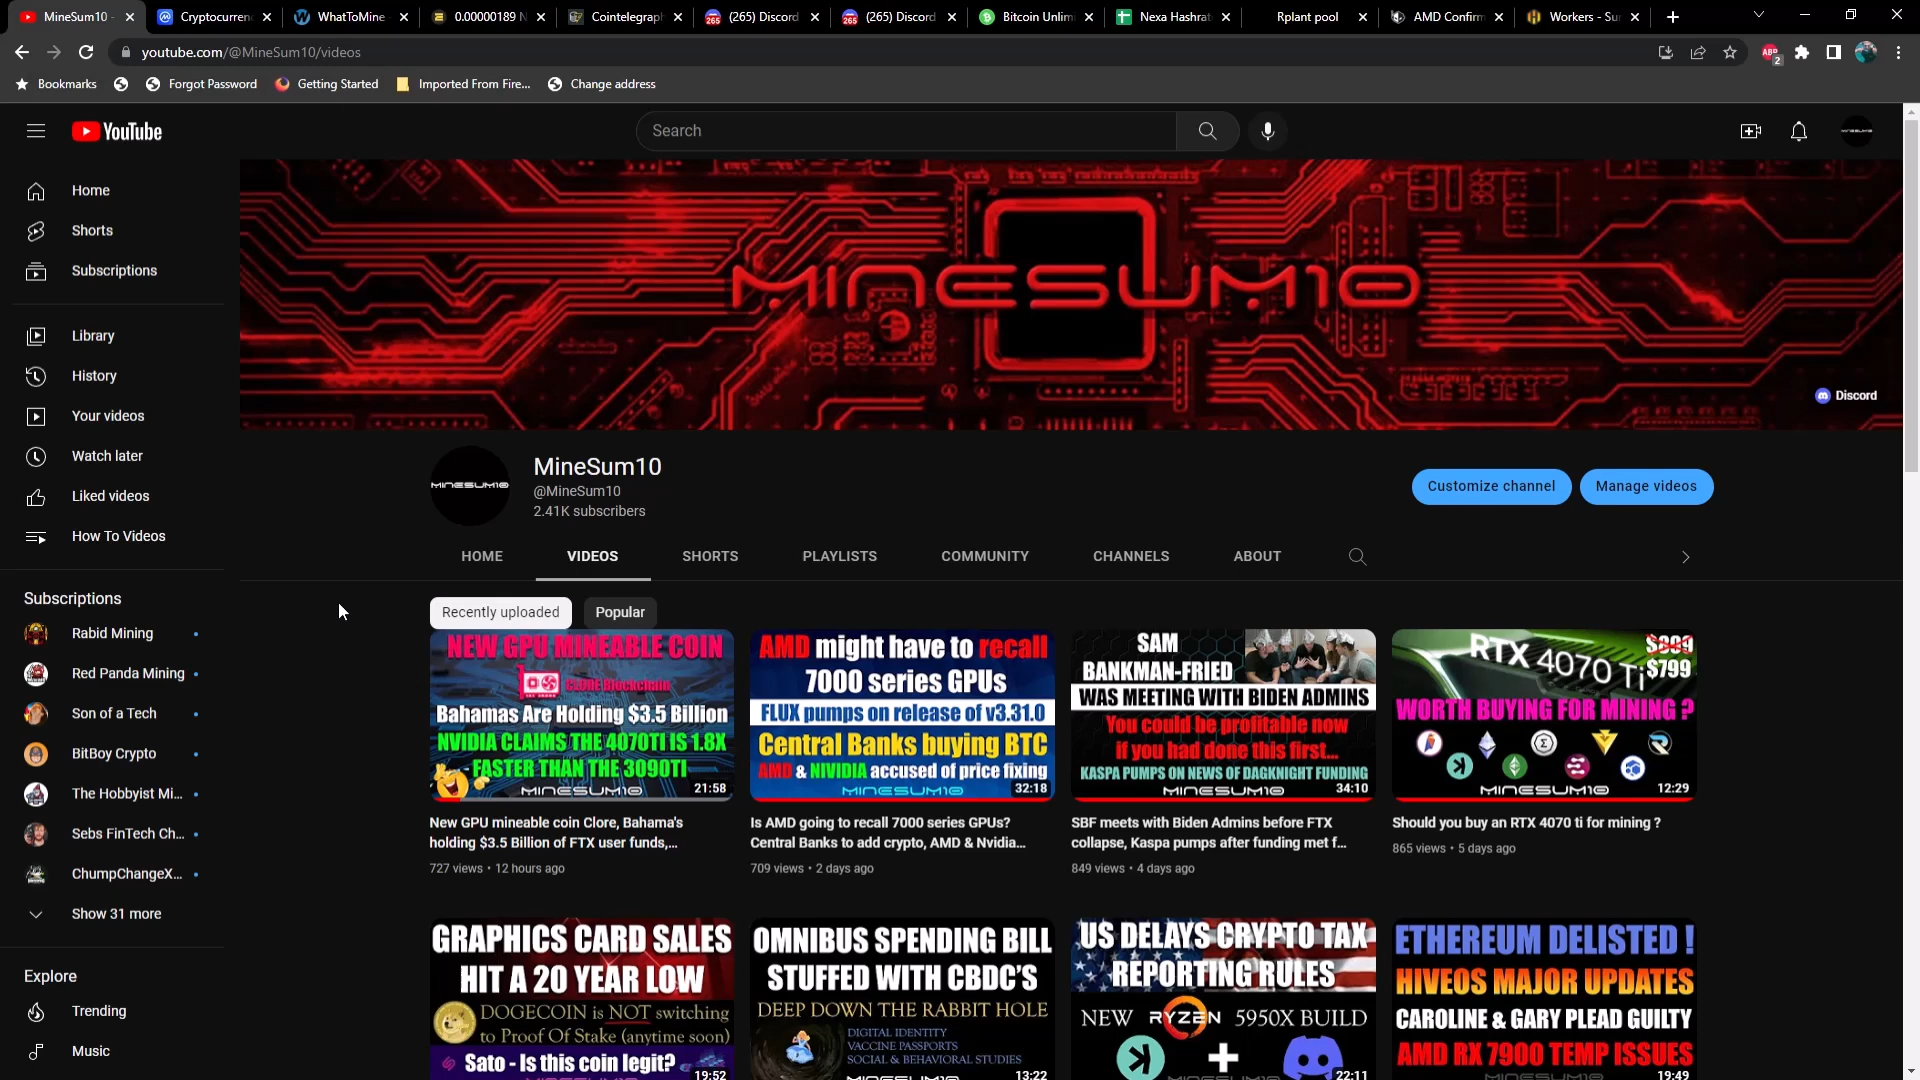 MineSum10 -
Cryptocurren
WhatToMine
0.00000189 N
Cointelegraph
(265) Discord
(265) Discord
Bitcoin Unlim
Nexa Hashrat
Rplant pool
AMD Confirm
Workers - Su
youtube.com/@MineSum10/videos
ABP
2
Bookmarks
Forgot Password
Getting Started
Imported From Fire...
Change address
YouTube
Search
Home
Shorts
Subscriptions
Library
History
Your videos
Watch later
Liked videos
How To Videos
Subscriptions
Rabid Mining
Red Panda Mining
Son of a Tech
BitBoy Crypto
The Hobbyist Mi...
Sebs FinTech Ch...
ChumpChangeX...
Show 31 more
Explore
Trending
Music
MINESUM10
Discord
MINESUM10
MineSum10
@MineSum10
2.41K subscribers
Customize channel
Manage videos
HOME
VIDEOS
SHORTS
PLAYLISTS
COMMUNITY
CHANNELS
ABOUT
Recently uploaded
Popular
NEW GPU MINEABLE COIN
CLORE Blockchain
Bahamas Are Holding $3.5 Billion
NVIDIA CLAIMS THE 4070TI IS 1.8X
FASTER THAN THE 3090TI
MINESUM10
21:58
New GPU mineable coin Clore, Bahama's
holding $3.5 Billion of FTX user funds,...
727 views • 12 hours ago
AMD might have to recall
7000 series GPUs
FLUX pumps on release of v3.31.0
Central Banks buying BTC
AMD & NIVIDIA accused of price fixing
MINESUM10
32:18
Is AMD going to recall 7000 series GPUs?
Central Banks to add crypto, AMD & Nvidia...
709 views • 2 days ago
SAM
BANKMAN-FRIED
WAS MEETING WITH BIDEN ADMINS
You could be profitable now
if you had done this first...
KASPA PUMPS ON NEWS OF DAGKNIGHT FUNDING
MINESUM10
34:10
SBF meets with Biden Admins before FTX
collapse, Kaspa pumps after funding met f...
849 views • 4 days ago
RTX 4070 Ti
$899
$799
WORTH BUYING FOR MINING ?
MINESUM10
12:29
Should you buy an RTX 4070 ti for mining ?
865 views • 5 days ago
GRAPHICS CARD SALES
HIT A 20 YEAR LOW
DOGECOIN is NOT switching
to Proof Of Stake (anytime soon)
Sato - Is this coin legit?
MINESUM10
19:52
OMNIBUS SPENDING BILL
STUFFED WITH CBDC'S
DEEP DOWN THE RABBIT HOLE
DIGITAL IDENTITY
VACCINE PASSPORTS
SOCIAL & BEHAVIORAL STUDIES
MINESUM10
13:22
US DELAYS CRYPTO TAX
REPORTING RULES
NEW RYZEN 5950X BUILD
MINESUM10
22:11
ETHEREUM DELISTED !
HIVEOS MAJOR UPDATES
CAROLINE & GARY PLEAD GUILTY
AMD RX 7900 TEMP ISSUES
MINESUM10
19:49